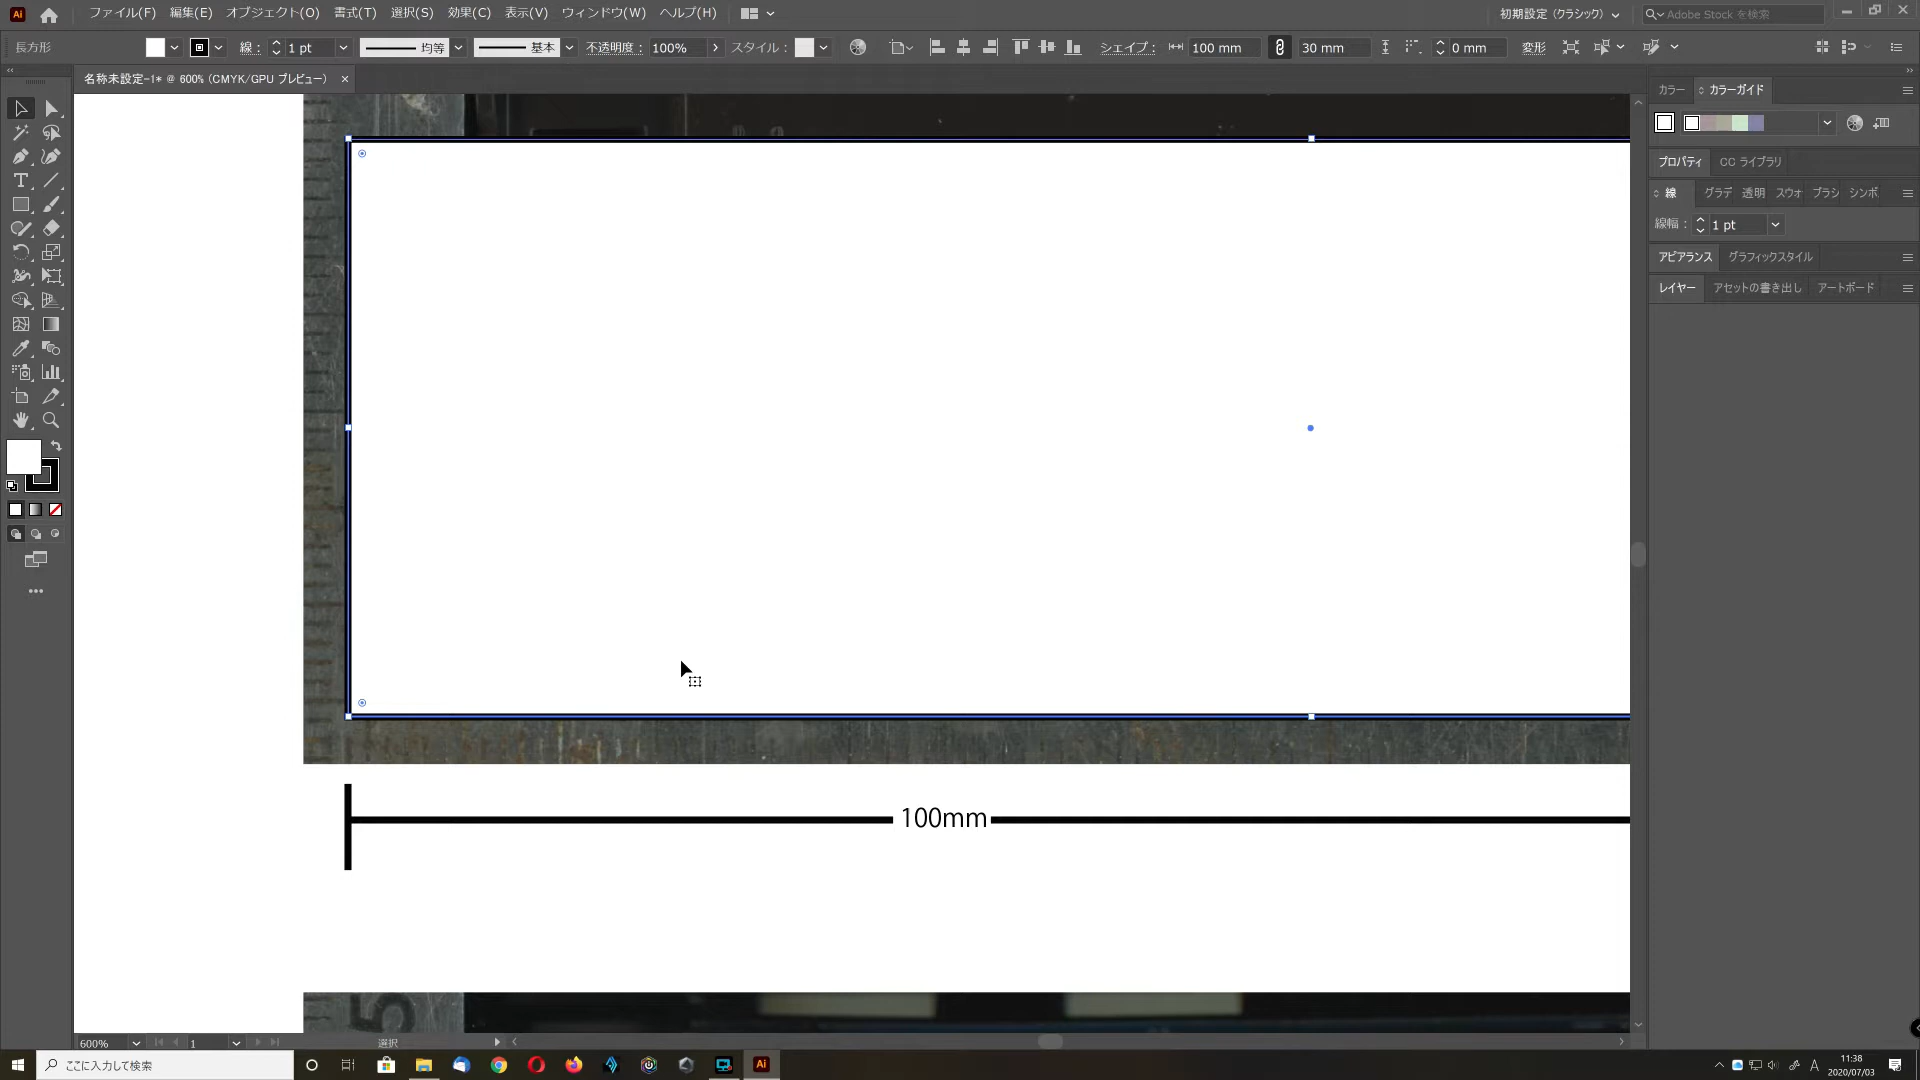 Ai ファイル(F) 編集(E) オブジェクト(O) 書式(T) 選択(S) 効果(C) 表示(V) ウィンドウ(W) ヘルプ(H) 初期設定 (クラシック) Adobe Stock を検索
長方形 線： 1 pt 均等 基本 不透明度： 100% スタイル： シェイプ： 100 mm 30 mm 0 mm 変形
名称未設定-1* @ 600% (CMYK/GPU プレビュー)
カラー カラーガイド
プロパティ CC ライブラリ
線 グラデ 透明 スウォ ブラシ シンボ
線幅： 1 pt
アピアランス グラフィックスタイル
レイヤー アセットの書き出し アートボード
100mm
5
600% 1 選択
ここに入力して検索 Ai A 11:38
2020/07/03